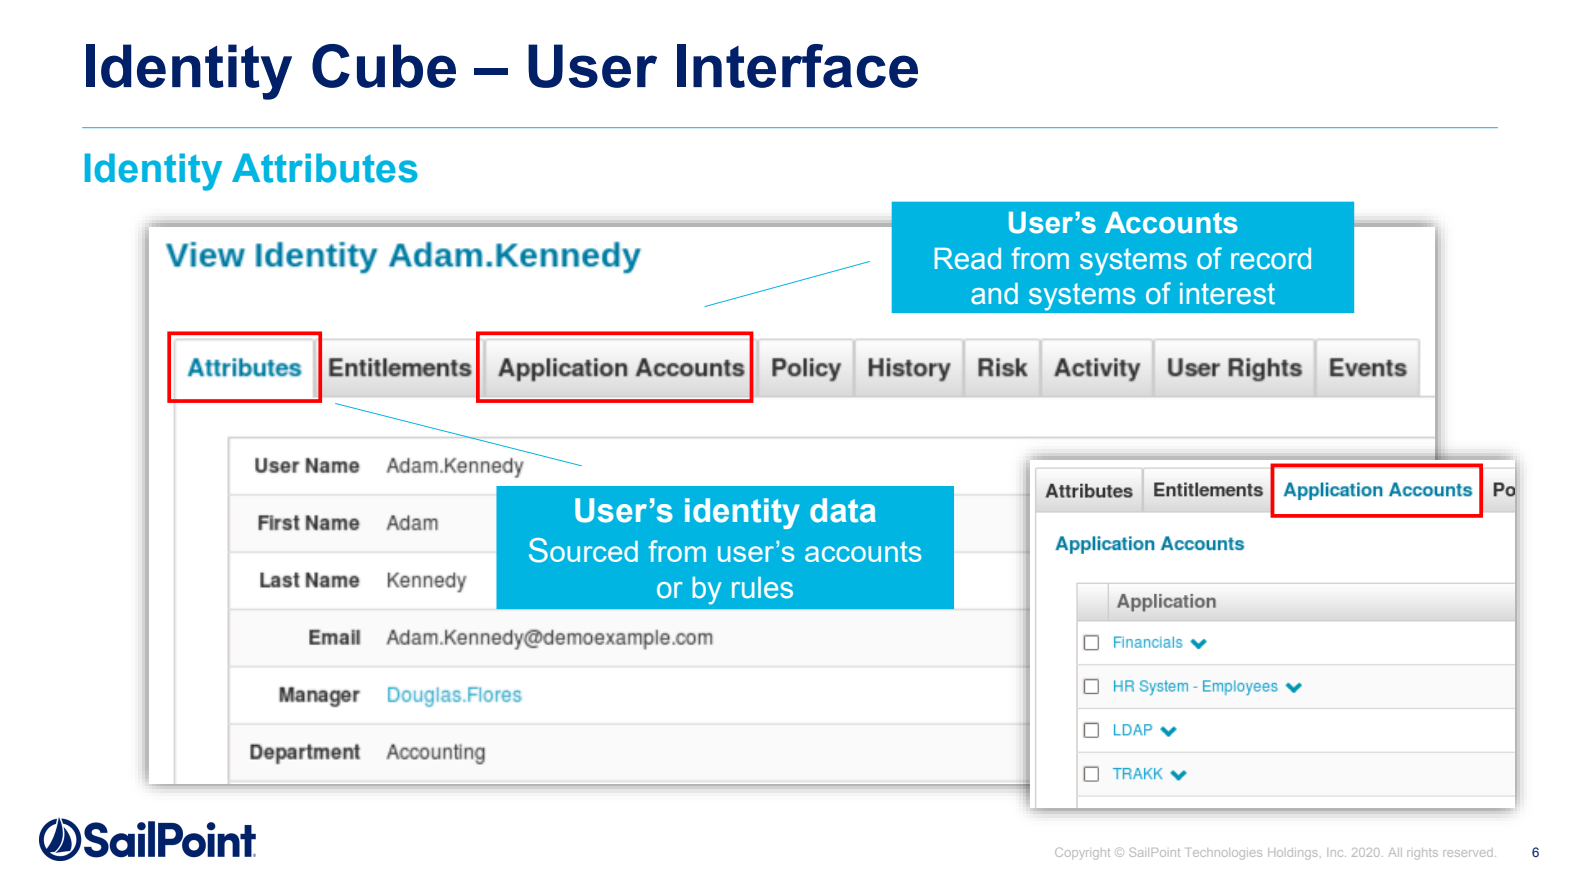 Identity Cube – User Interface
Identity Attributes
View Identity Adam.Kennedy
User’s Accounts
Read from systems of record
and systems of interest
Attributes Entitlements Application Accounts Policy History Risk Activity User Rights Events
User Name Adam.Kennedy
First Name Adam
Last Name Kennedy
Email Adam.Kennedy@demoexample.com
Manager Douglas.Flores
Department Accounting
User’s identity data
Sourced from user’s accounts
or by rules
Attributes Entitlements Application Accounts Po
Application Accounts
Application
Financials
HR System - Employees
LDAP
TRAKK
SailPoint
Copyright © SailPoint Technologies Holdings, Inc. 2020. All rights reserved. 6